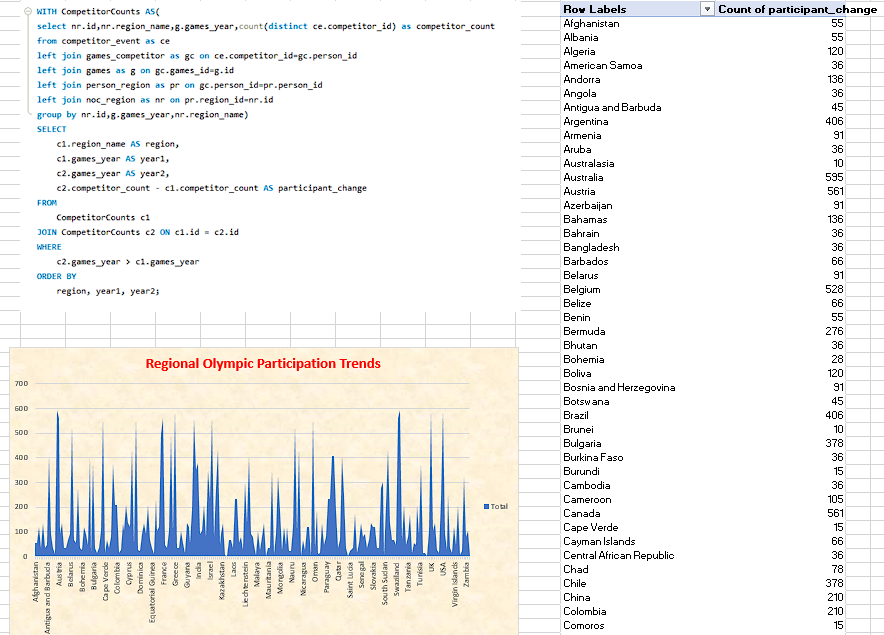 WITH CompetitorCounts AS(
select nr.id,nr.region_name,g.games_year,count(distinct ce.competitor_id) as competitor_count
from competitor_event as ce
left join games_competitor as gc on ce.competitor_id=gc.person_id
left join games as g on gc.games_id=g.id
left join person_region as pr on gc.person_id=pr.person_id
left join noc_region as nr on pr.region_id=nr.id
group by nr.id,g.games_year,nr.region_name)
SELECT
c1.region_name AS region,
c1.games_year AS year1,
c2.games_year AS year2,
c2.competitor_count - c1.competitor_count AS participant_change
FROM
CompetitorCounts c1
JOIN CompetitorCounts c2 ON c1.id = c2.id
WHERE
c2.games_year > c1.games_year
ORDER BY
region, year1, year2;
Regional Olympic Participation Trends
700
600
500
400
300
200
100
0
Afghanistan
Antigua and Barbuda
Austria
Belarus
Bohemia
Bulgaria
Cape Verde
Colombia
Cyprus
Dominica
Equatorial Guinea
France
Greece
Guyana
India
Israel
Kazakhstan
Laos
Liechtenstein
Malaya
Mauritania
Mongolia
Nauru
Nicaragua
Oman
Paraguay
Qatar
Saint Lucia
Senegal
Slovakia
South Sudan
Swaziland
Tanzania
Tunisia
UK
USA
Virgin Islands
Zambia
Total
Row Labels Count of participant_change
Afghanistan 55
Albania 55
Algeria 120
American Samoa 36
Andorra 136
Angola 36
Antigua and Barbuda 45
Argentina 406
Armenia 91
Aruba 36
Australasia 10
Australia 595
Austria 561
Azerbaijan 91
Bahamas 136
Bahrain 36
Bangladesh 36
Barbados 66
Belarus 91
Belgium 528
Belize 66
Benin 55
Bermuda 276
Bhutan 36
Bohemia 28
Boliva 120
Bosnia and Herzegovina 91
Botswana 45
Brazil 406
Brunei 10
Bulgaria 378
Burkina Faso 36
Burundi 15
Cambodia 36
Cameroon 105
Canada 561
Cape Verde 15
Cayman Islands 66
Central African Republic 36
Chad 78
Chile 378
China 210
Colombia 210
Comoros 15